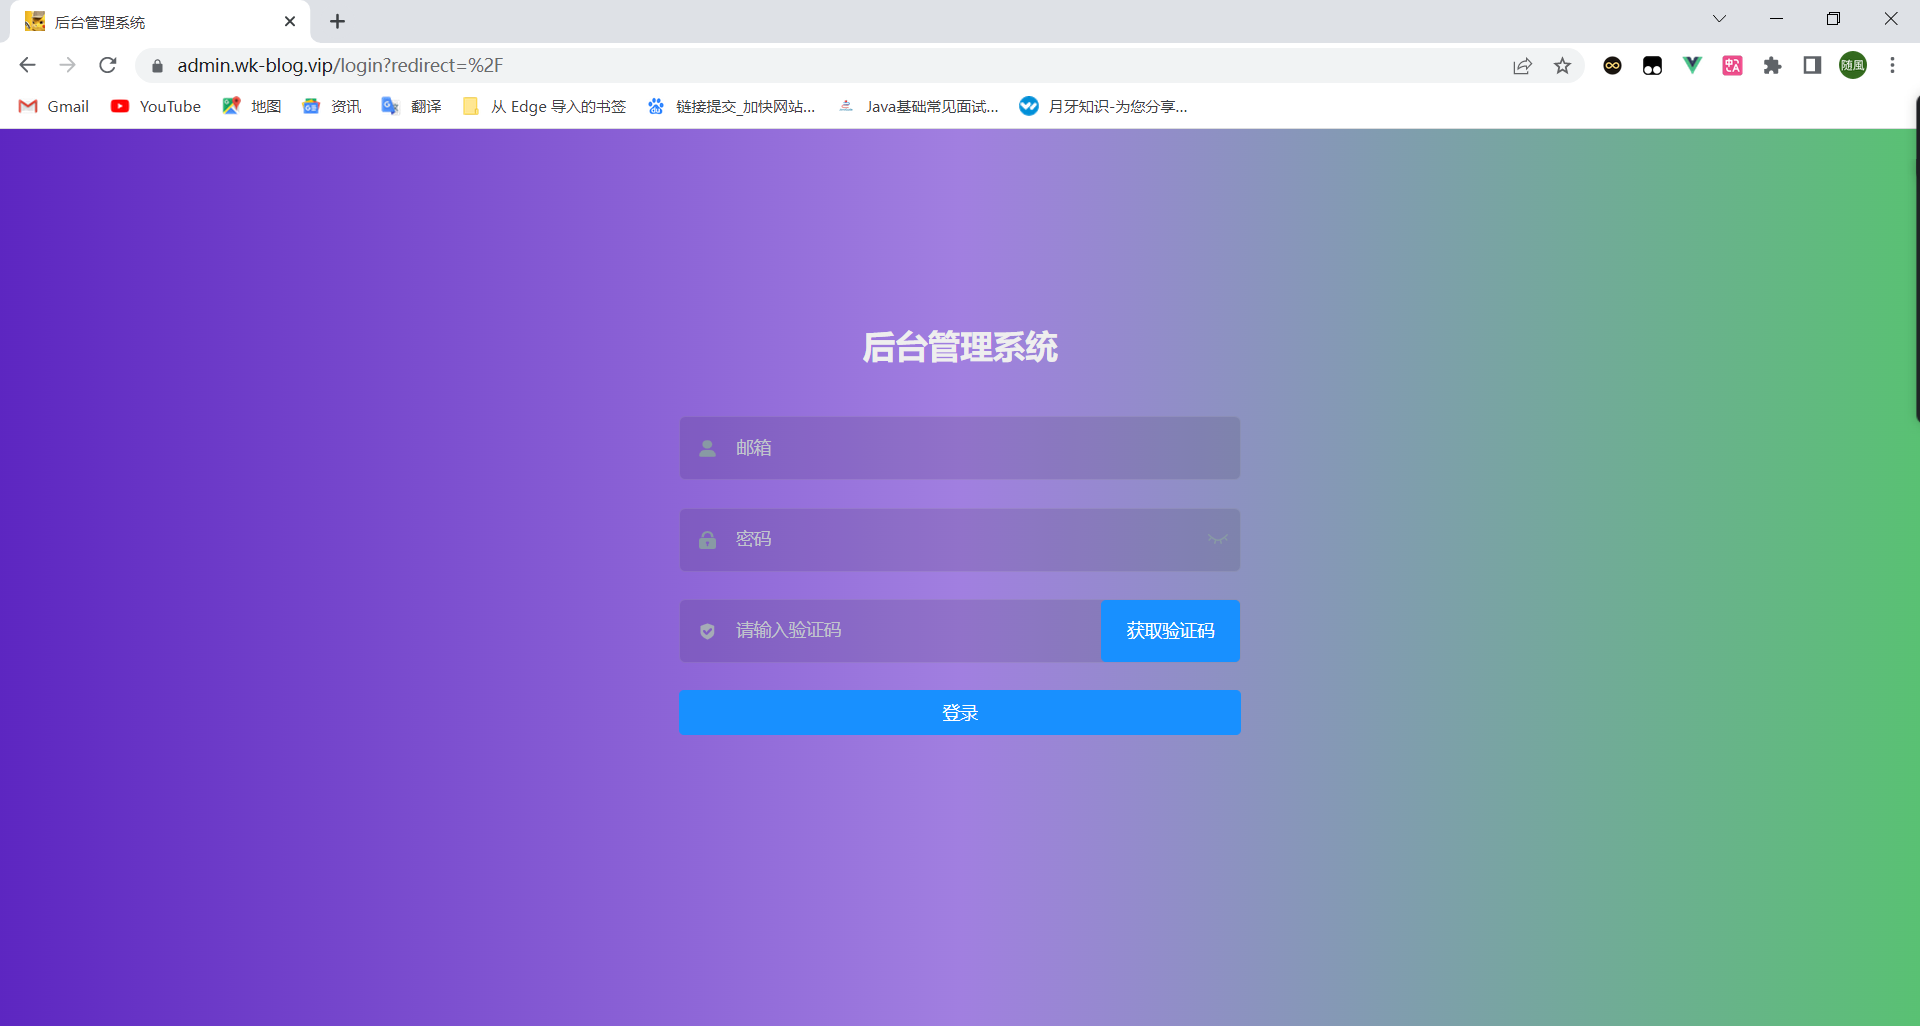 后台管理系统
admin.wk-blog.vip/login?redirect=%2F
随風
Gmail YouTube 地图 资讯 翻译 从 Edge 导入的书签 链接提交_加快网站... Java基础常见面试... 月牙知识-为您分享...
后台管理系统
邮箱
密码
请输入验证码 获取验证码
登录